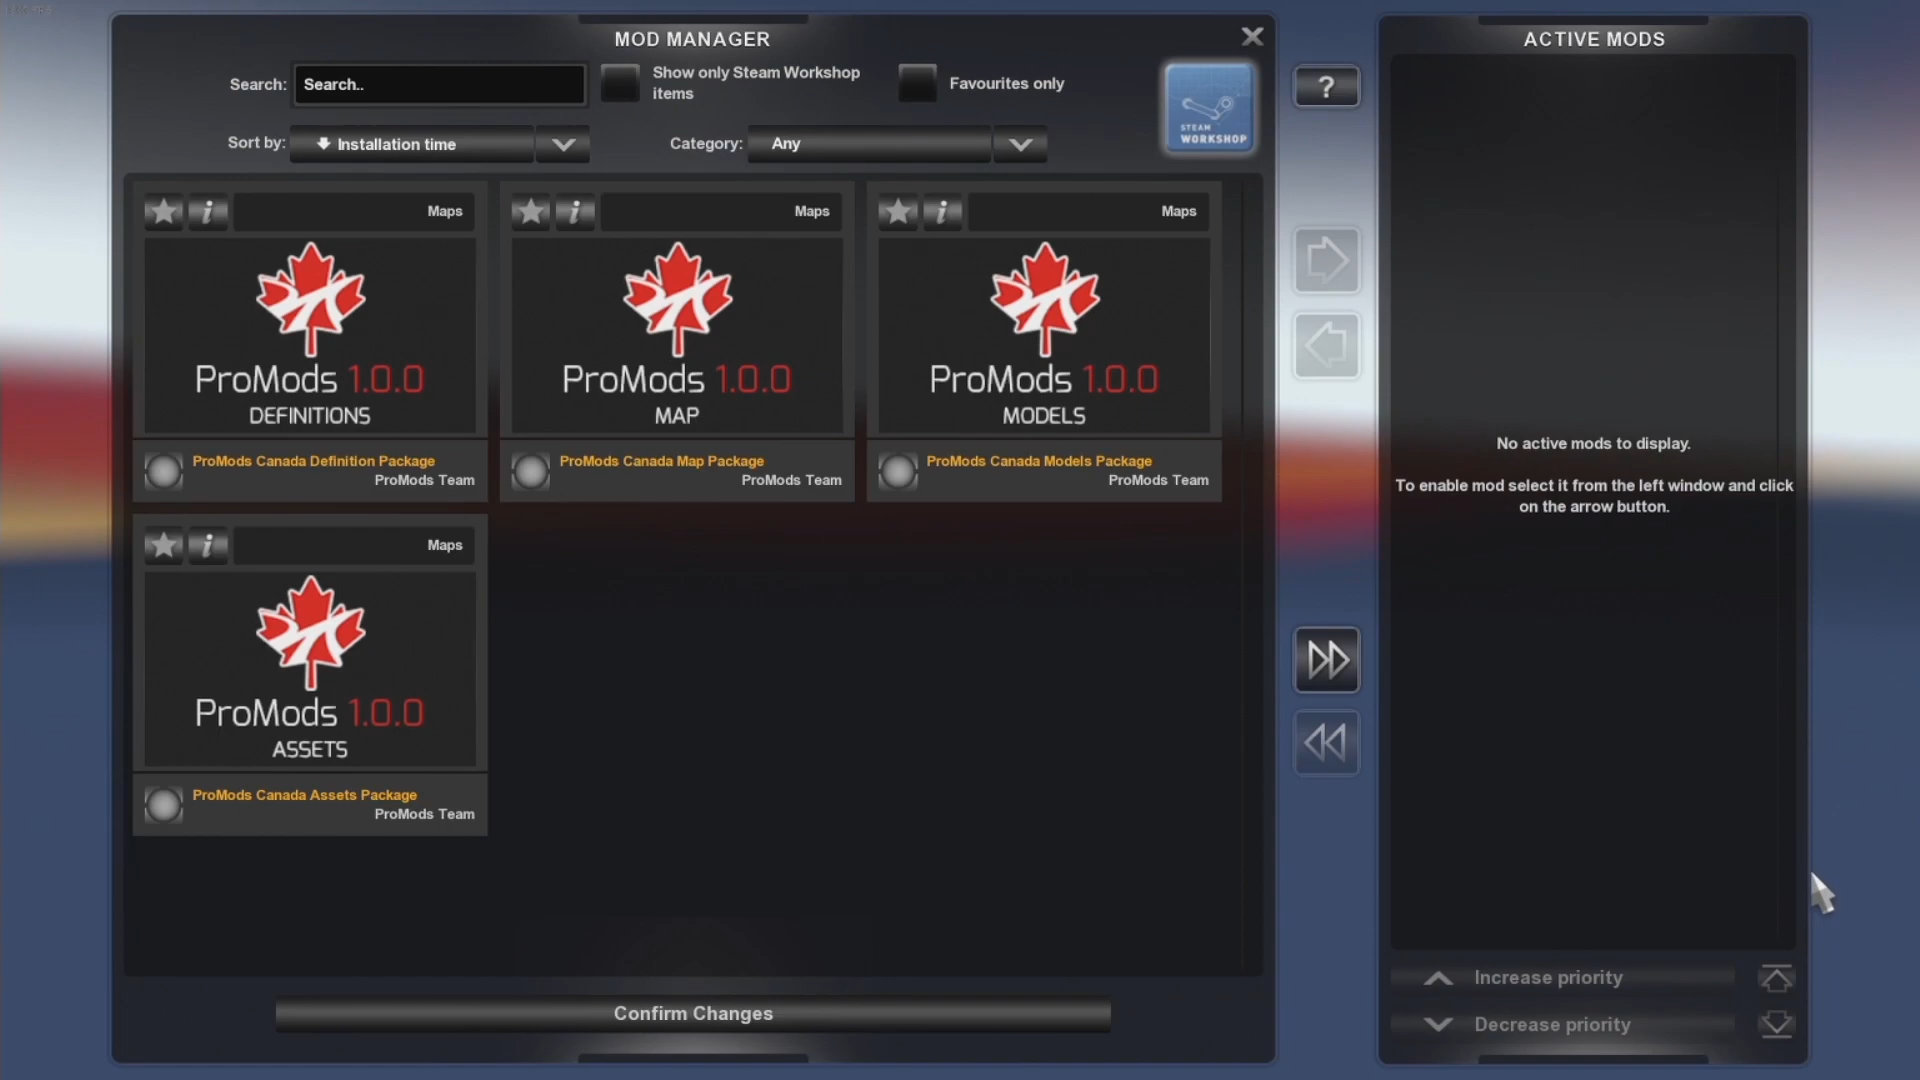 MOD MANAGER
Search:
Search..
Show only Steam Workshop
items
Favourites only
STEAM
WORKSHOP
Sort by:
Installation time
Category:
Any
Maps
ProMods 1.0.0
DEFINITIONS
ProMods Canada Definition Package
ProMods Team
Maps
ProMods 1.0.0
MAP
ProMods Canada Map Package
ProMods Team
Maps
ProMods 1.0.0
MODELS
ProMods Canada Models Package
ProMods Team
Maps
ProMods 1.0.0
ASSETS
ProMods Canada Assets Package
ProMods Team
Confirm Changes
?
ACTIVE MODS
No active mods to display.
To enable mod select it from the left window and click
on the arrow button.
Increase priority
Decrease priority